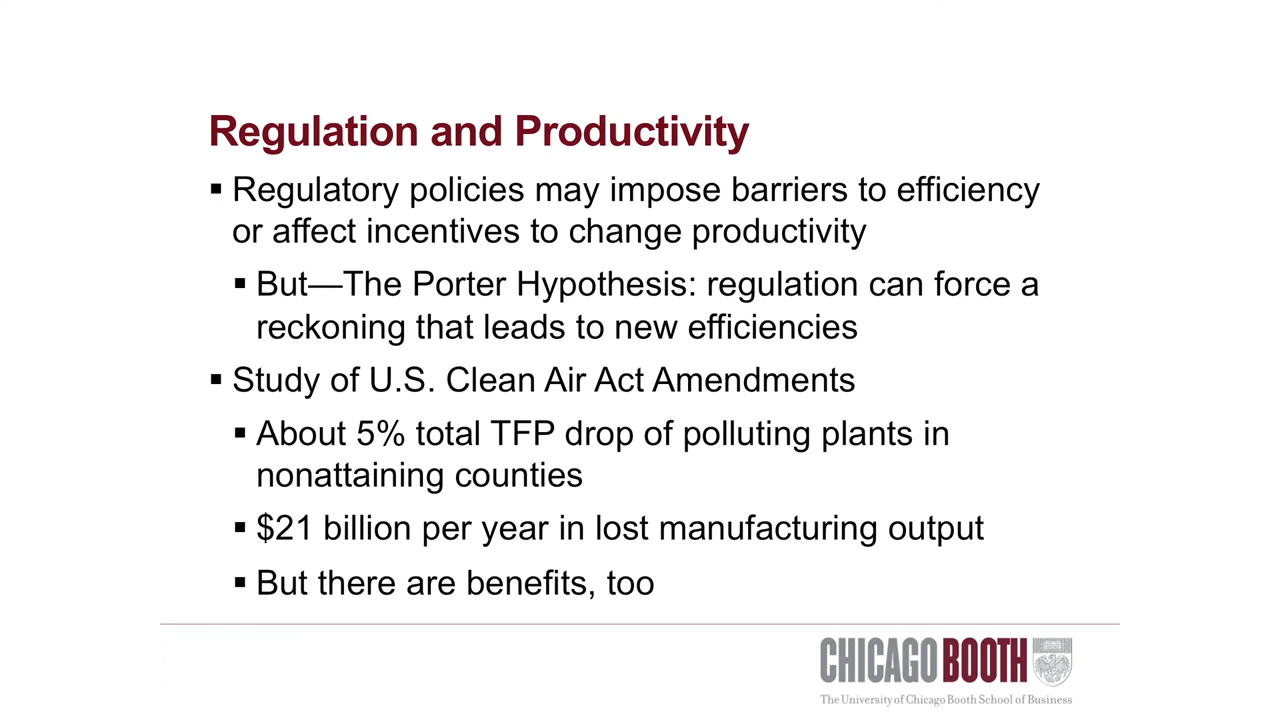 Regulation and Productivity
▪ Regulatory policies may impose barriers to efficiency
or affect incentives to change productivity
▪ But—The Porter Hypothesis: regulation can force a
reckoning that leads to new efficiencies
▪ Study of U.S. Clean Air Act Amendments
▪ About 5% total TFP drop of polluting plants in
nonattaining counties
▪ $21 billion per year in lost manufacturing output
▪ But there are benefits, too
CHICAGO BOOTH
The University of Chicago Booth School of Business